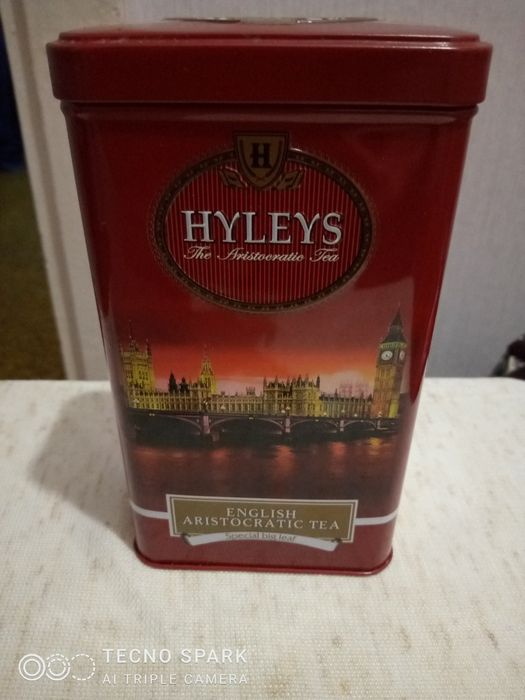 H
HYLEYS
The Aristocratic Tea
ENGLISH
ARISTOCRATIC TEA
Special big leaf
TECNO SPARK
AI TRIPLE CAMERA